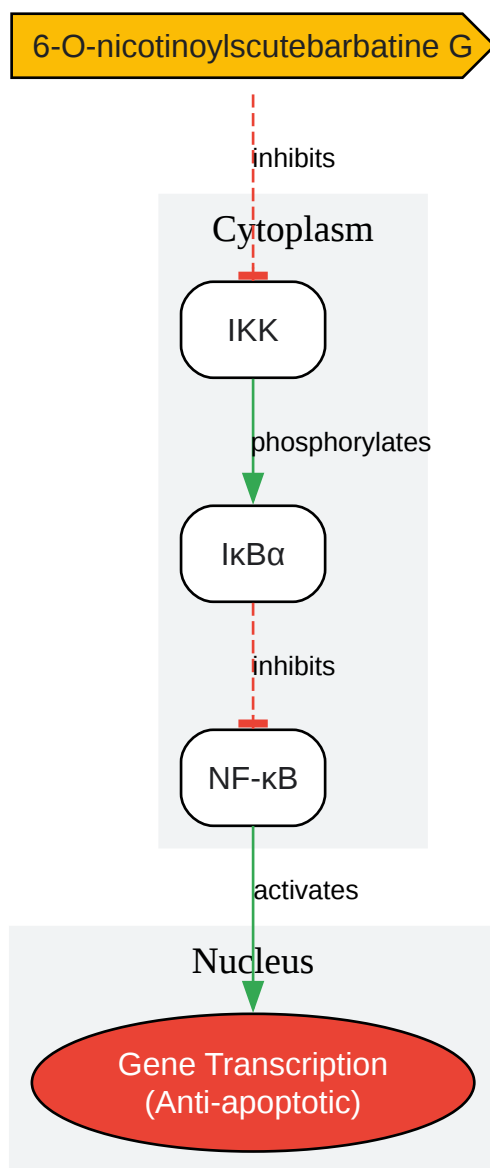 6-O-nicotinoylscutebarbatine G
inhibits
Cytoplasm
IKK
phosphorylates
IκBα
inhibits
NF-κB
activates
Nucleus
Gene Transcription
(Anti-apoptotic)